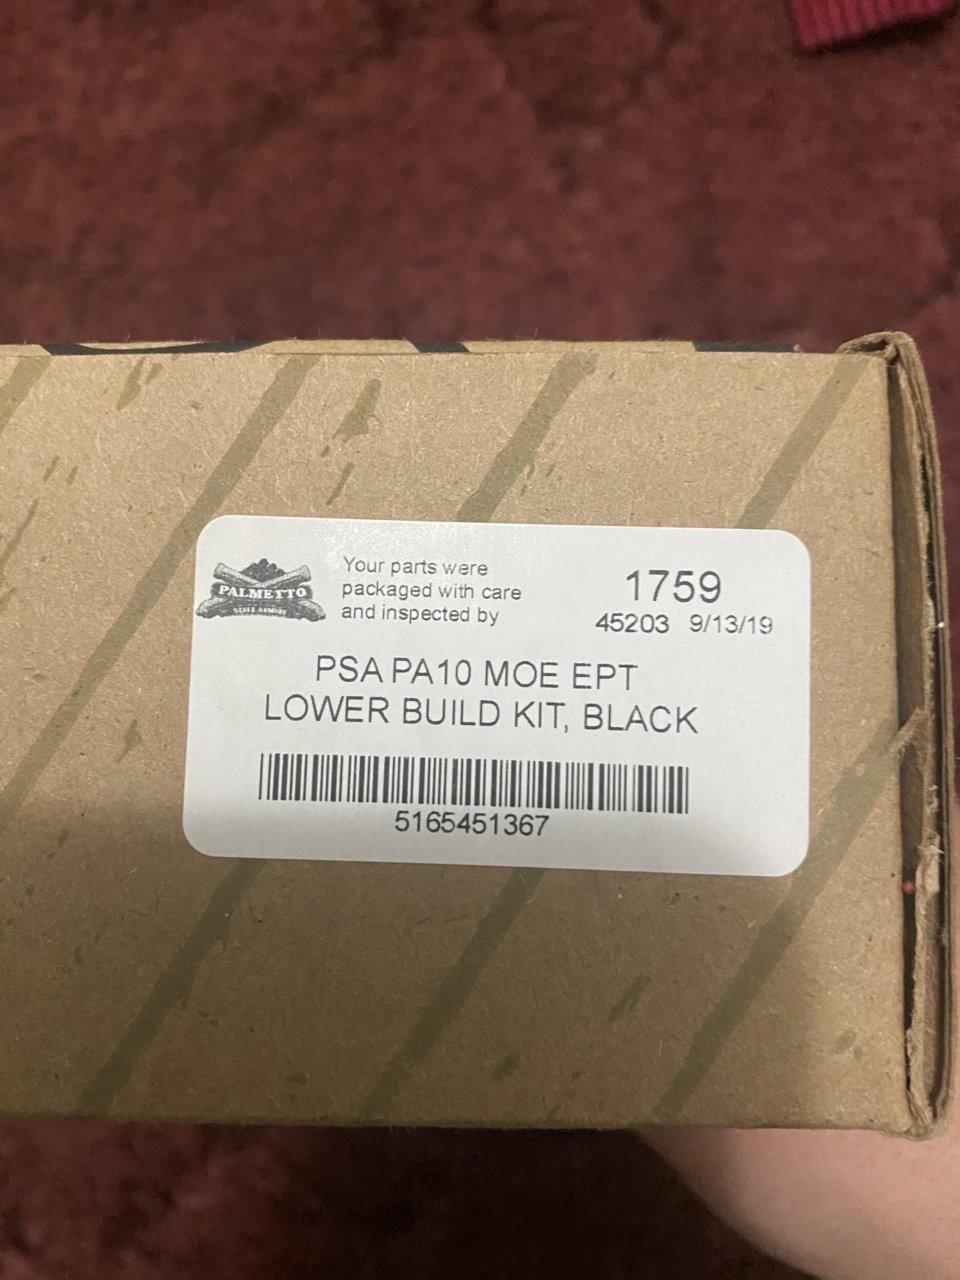 PALMETTO
STATE ARMORY
Your parts were
packaged with care
and inspected by
1759
45203 9/13/19
PSA PA10 MOE EPT
LOWER BUILD KIT, BLACK
5165451367